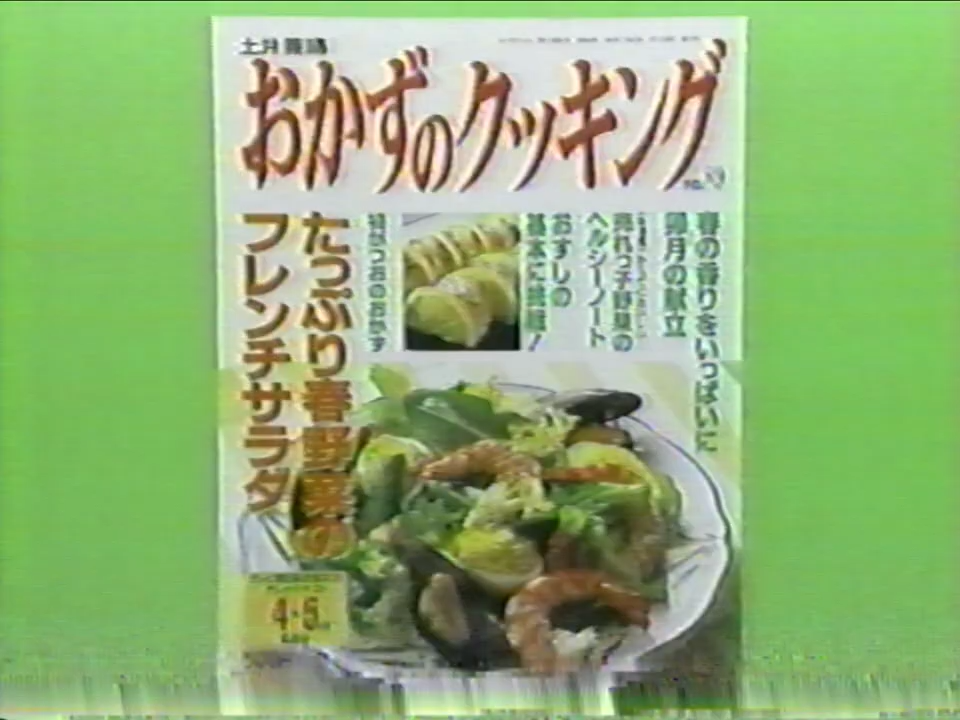 土井勝
おかずのクッキング
春の香りをいっぱいに
卯月の献立
売れっ子野菜の
ヘルシーノート
おすしの
基本に挑戦!
初がつおのおかず
たっぷり春野菜の
フレンチサラダ
4・5